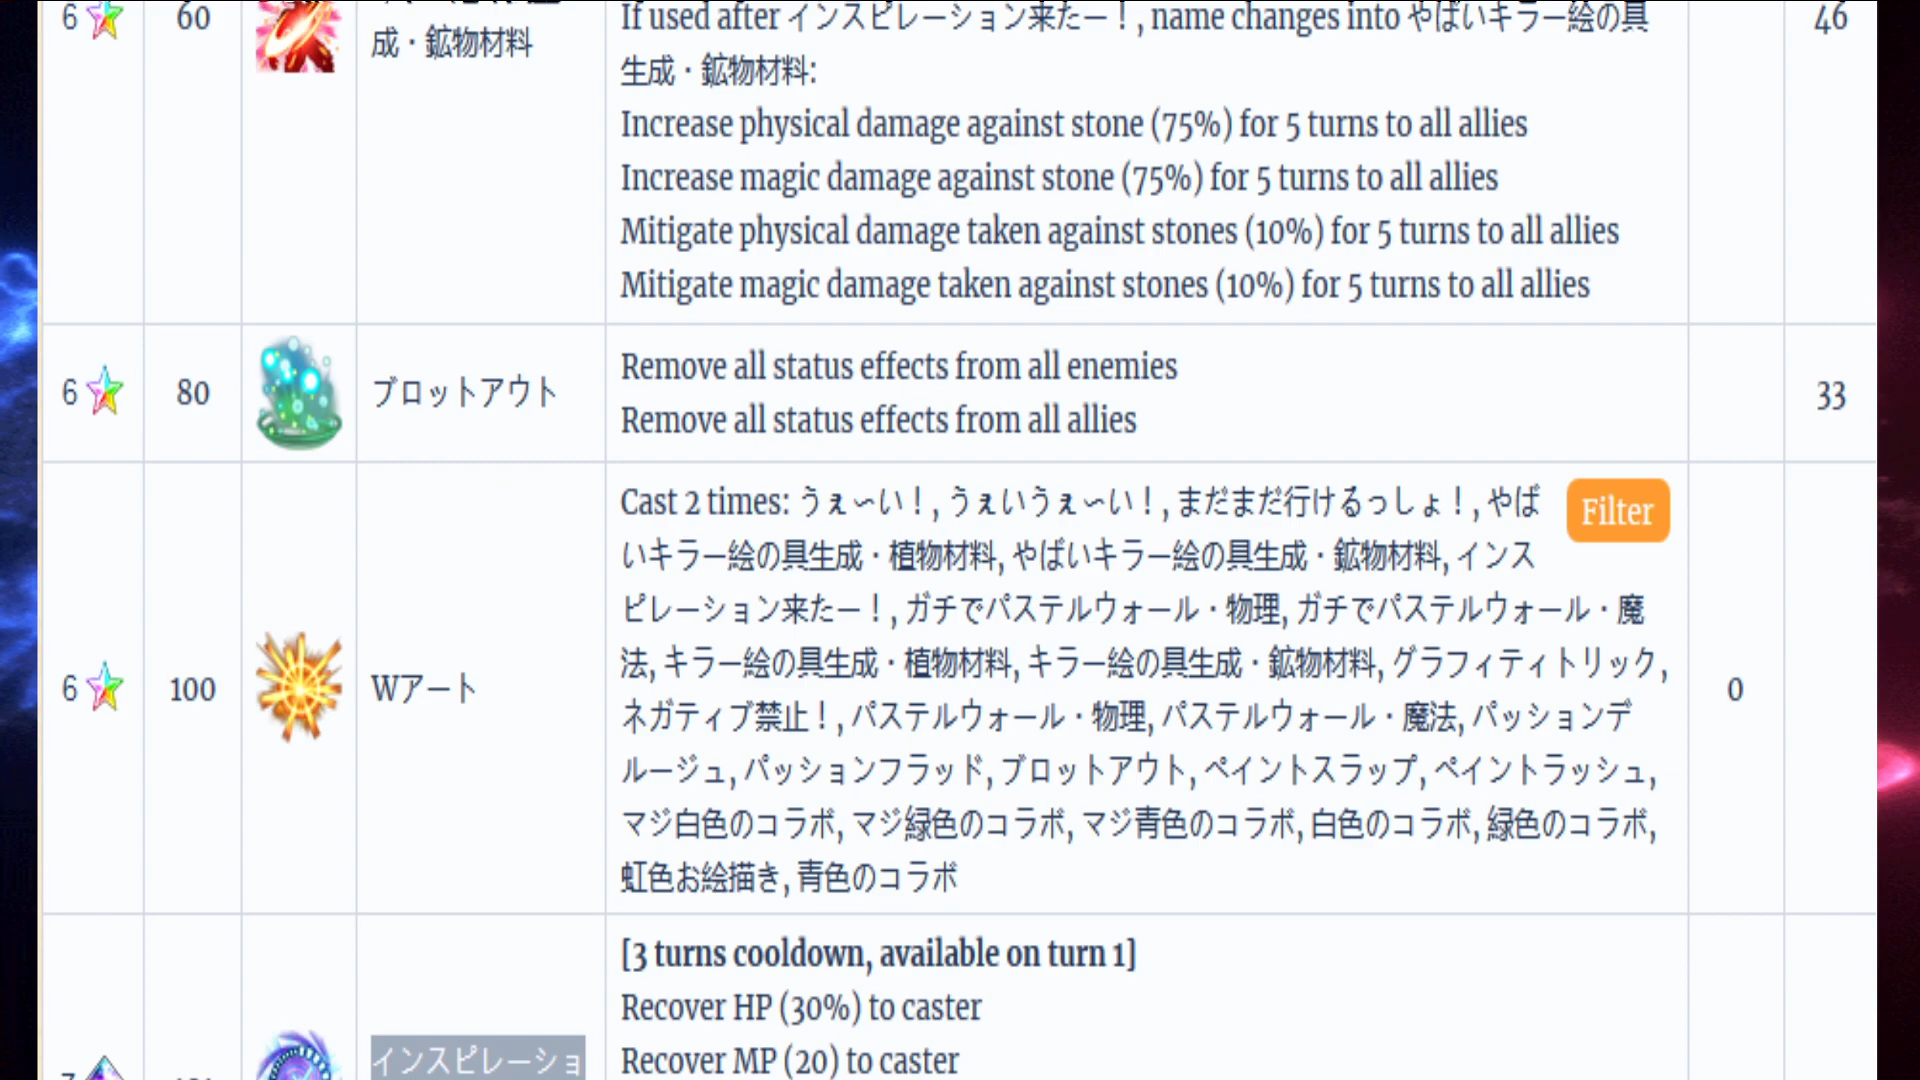 6
60
成・鉱物材料
If used after インスピレーション来たー！, name changes into やばいキラー絵の具
生成・鉱物材料:
Increase physical damage against stone (75%) for 5 turns to all allies
Increase magic damage against stone (75%) for 5 turns to all allies
Mitigate physical damage taken against stones (10%) for 5 turns to all allies
Mitigate magic damage taken against stones (10%) for 5 turns to all allies
46
6
80
ブロットアウト
Remove all status effects from all enemies
Remove all status effects from all allies
33
6
100
Wアート
Cast 2 times: うぇ〜い！, うぇいうぇ〜い！, まだまだ行けるっしょ！, やば
いキラー絵の具生成・植物材料, やばいキラー絵の具生成・鉱物材料, インス
ピレーション来たー！, ガチでパステルウォール・物理, ガチでパステルウォール・魔
法, キラー絵の具生成・植物材料, キラー絵の具生成・鉱物材料, グラフィティトリック,
ネガティブ禁止！, パステルウォール・物理, パステルウォール・魔法, パッションデ
ルージュ, パッションフラッド, ブロットアウト, ペイントスラップ, ペイントラッシュ,
マジ白色のコラボ, マジ緑色のコラボ, マジ青色のコラボ, 白色のコラボ, 緑色のコラボ,
虹色お絵描き, 青色のコラボ
Filter
0
インスピレーショ
[3 turns cooldown, available on turn 1]
Recover HP (30%) to caster
Recover MP (20) to caster